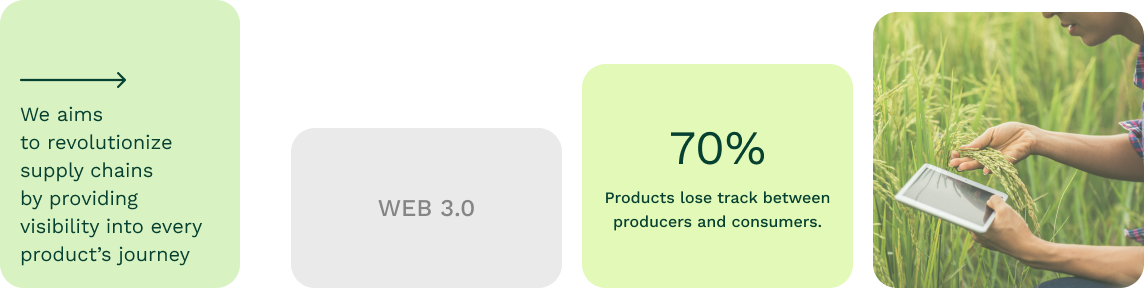 We aims
to revolutionize
supply chains
by providing
visibility into every
product’s journey
WEB 3.0
70%
Products lose track between
producers and consumers.